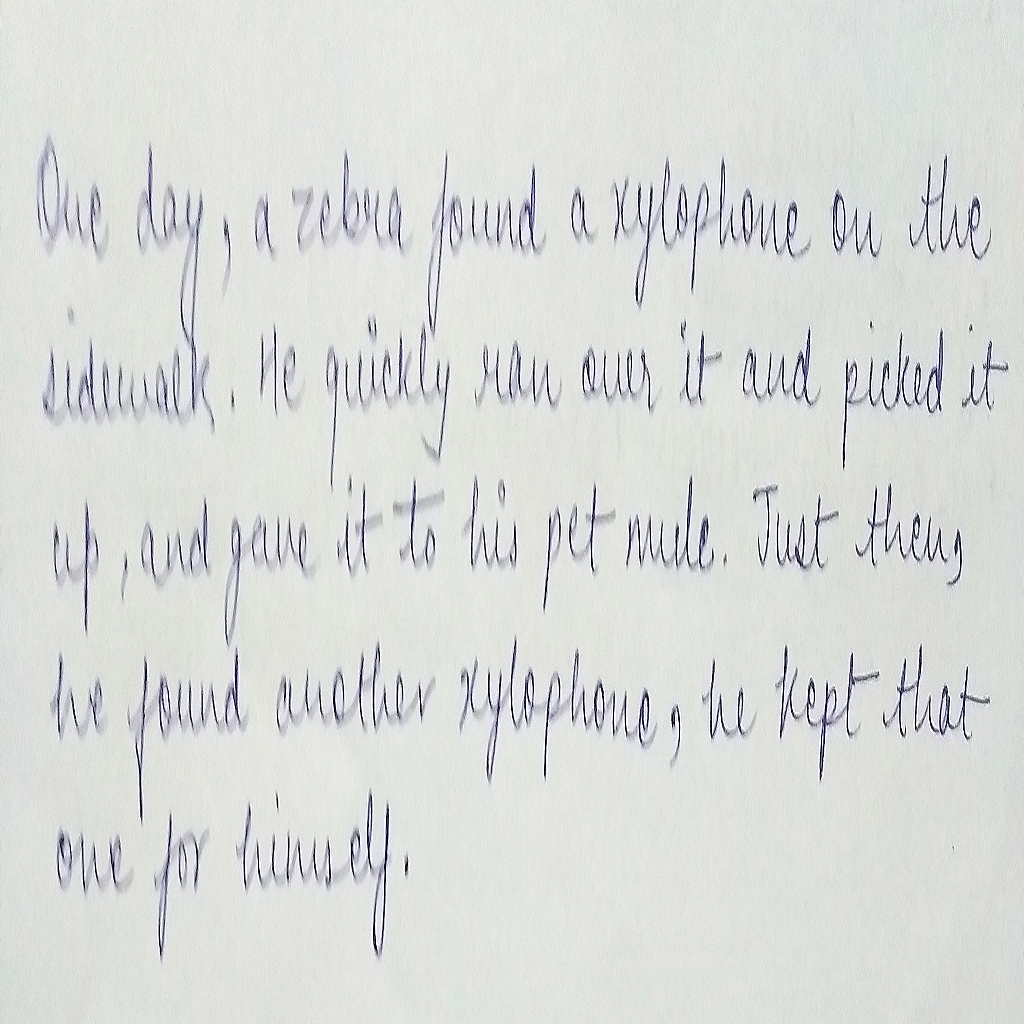 One day, a zebra found a xylophone on the
sidewalk. He quickly ran over it and picked it
up, and gave it to his pet mule. Just then,
he found another xylophone, he kept that
one for himself.